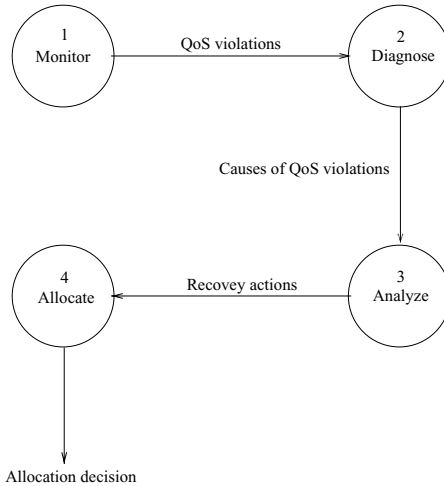 1
Monitor
QoS violations
2
Diagnose
Causes of QoS violations
3
Analyze
Recovey actions
4
Allocate
Allocation decision